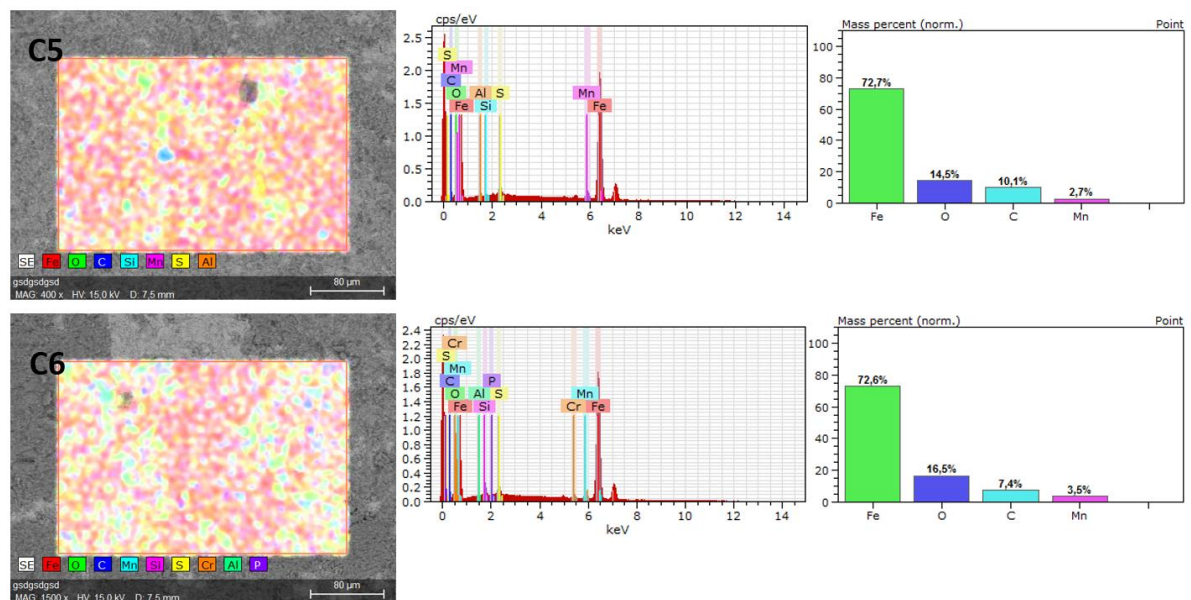 C5
SE Fe O C Si Mn S Al
gsdgsdgsd
MAG: 400 x HV: 15,0 kV D: 7,5 mm
80 µm
cps/eV
2.5
2.0
1.5
1.0
0.5
0.0
S
Mn
C
O Al S Mn
Fe Si Fe
0 2 4 6 8 10 12 14
keV
Mass percent (norm.) Point
100
80
60
40
20
0
72,7%
14,5%
10,1%
2,7%
Fe O C Mn
C6
SE Fe O C Mn Si S Cr Al P
gsdgsdgsd
MAG: 1500 x HV: 15,0 kV D: 7,5 mm
80 µm
cps/eV
2.4
2.2
2.0
1.8
1.6
1.4
1.2
1.0
0.8
0.6
0.4
0.2
0.0
Cr
S
Mn
C P
O Al S Mn
Fe Si Cr Fe
0 2 4 6 8 10 12 14
keV
Mass percent (norm.) Point
100
80
60
40
20
0
72,6%
16,5%
7,4%
3,5%
Fe O C Mn